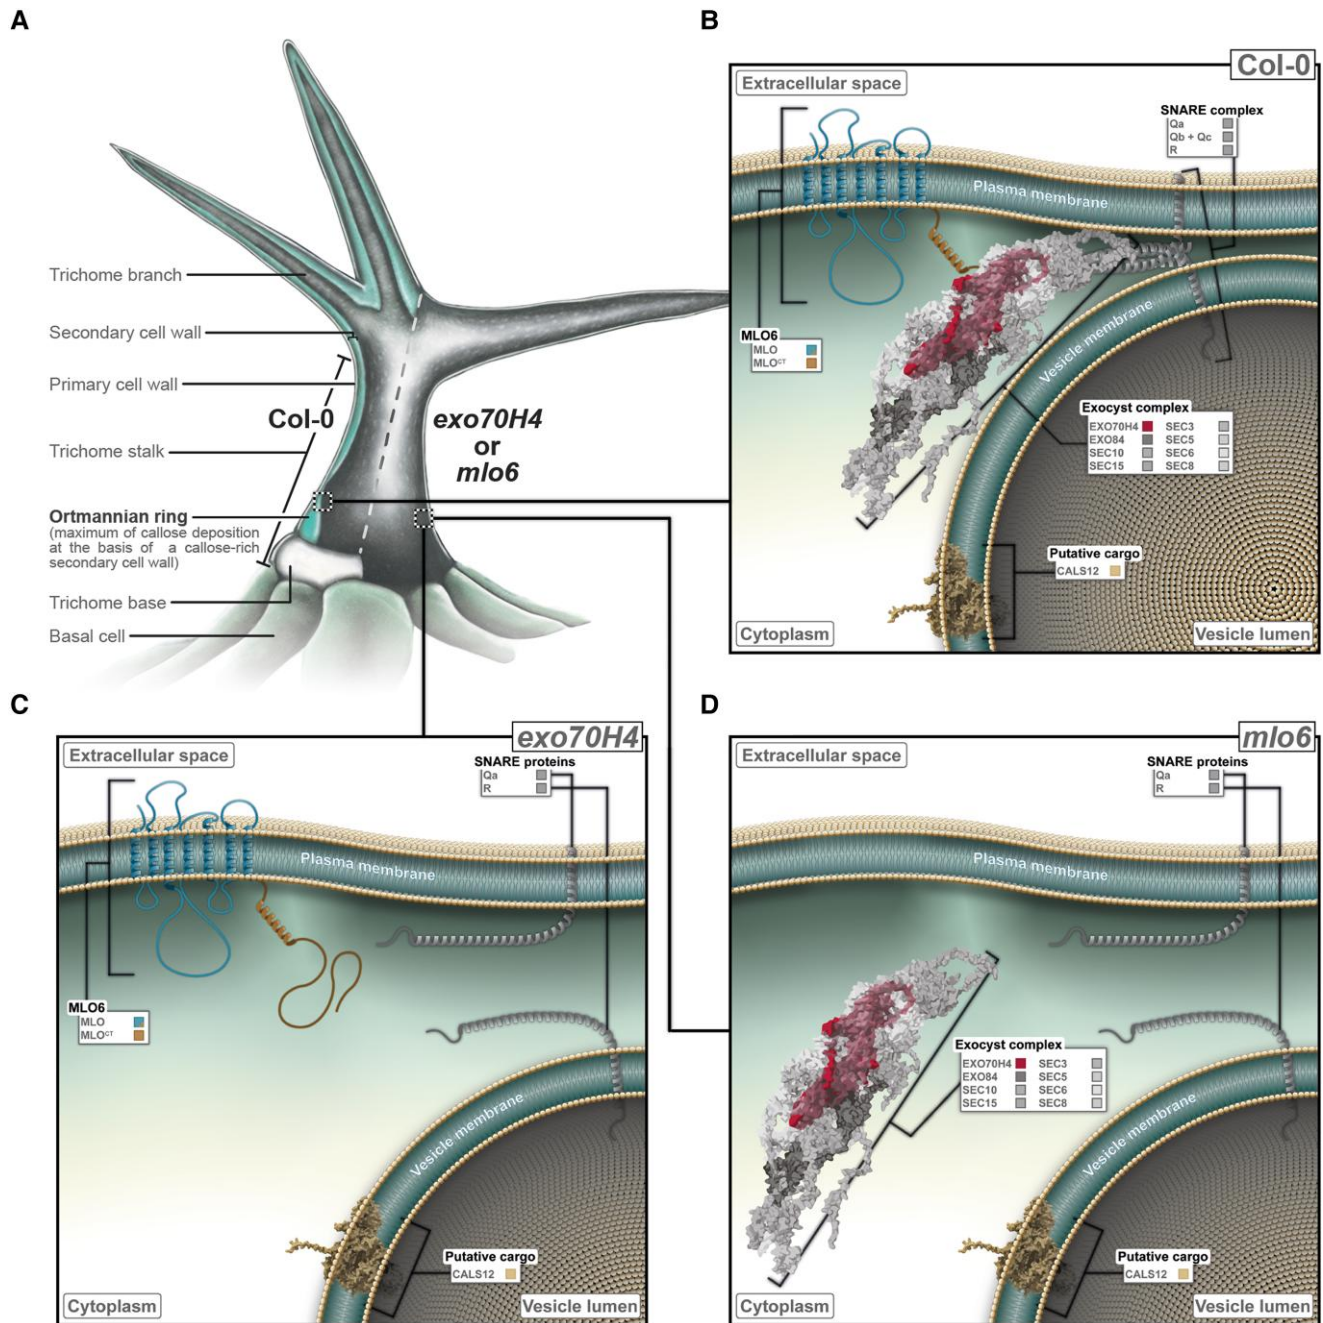 A
Trichome branch
Secondary cell wall
Primary cell wall
Col-0
exo70H4
or
mlo6
Trichome stalk
Ortmannian ring
(maximum of callose deposition
at the basis of a callose-rich
secondary cell wall)
Trichome base
Basal cell
B
Col-0
Extracellular space
SNARE complex
Qa
Qb + Qc
R
Plasma membrane
MLO6
MLO
MLOCT
Vesicle membrane
Exocyst complex
EXO70H4 SEC3
EXO84 SEC5
SEC10 SEC6
SEC15 SEC8
Putative cargo
CALS12
Cytoplasm
Vesicle lumen
C
exo70H4
Extracellular space
SNARE proteins
Qa
R
Plasma membrane
MLO6
MLO
MLOCT
Vesicle membrane
Putative cargo
CALS12
Cytoplasm
Vesicle lumen
D
mlo6
Extracellular space
SNARE proteins
Qa
R
Plasma membrane
Exocyst complex
EXO70H4 SEC3
EXO84 SEC5
SEC10 SEC6
SEC15 SEC8
Vesicle membrane
Putative cargo
CALS12
Cytoplasm
Vesicle lumen